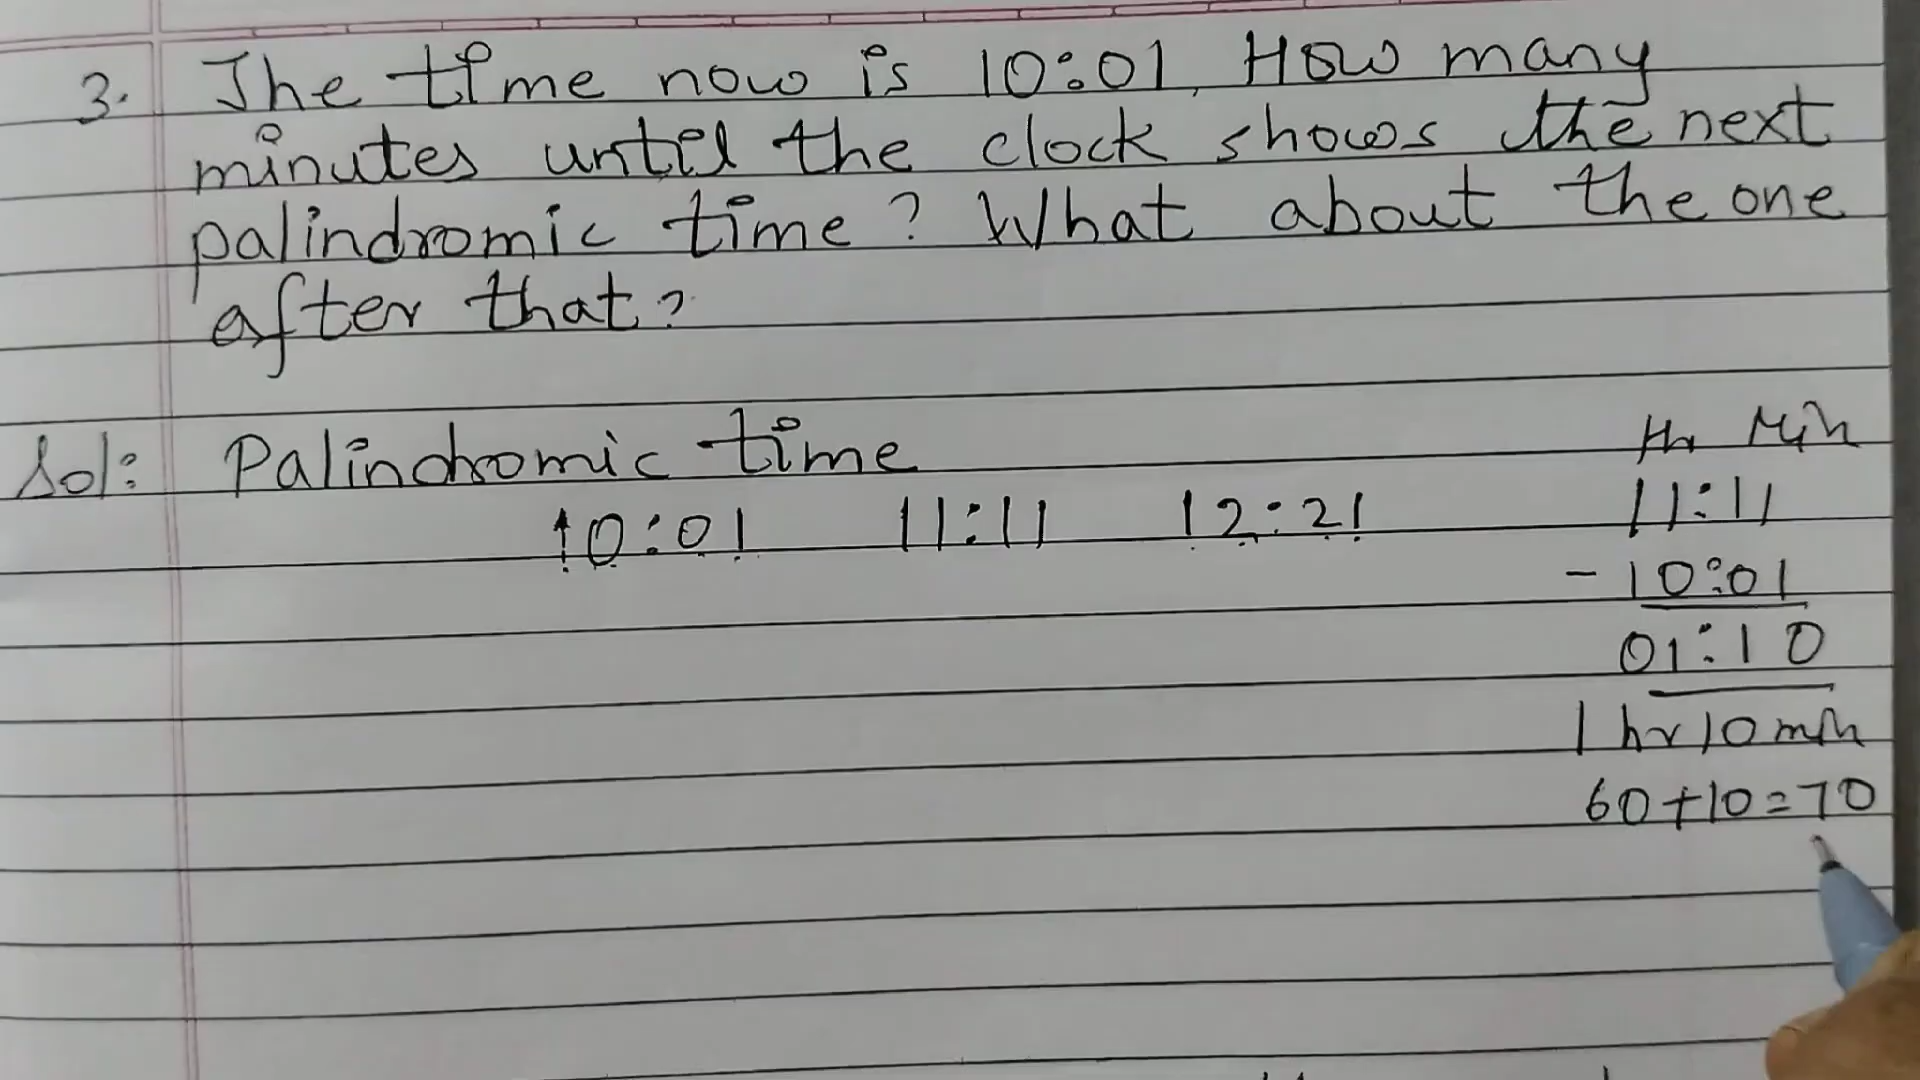 3. The time now is 10:01. How many
minutes until the clock shows the next
palindromic time? What about the one
after that?
Sol: Palindromic time
10:01 11:11 12:21
Hr Min
11:11
- 10:01
01:10
1 hr 10 min
60+10=70